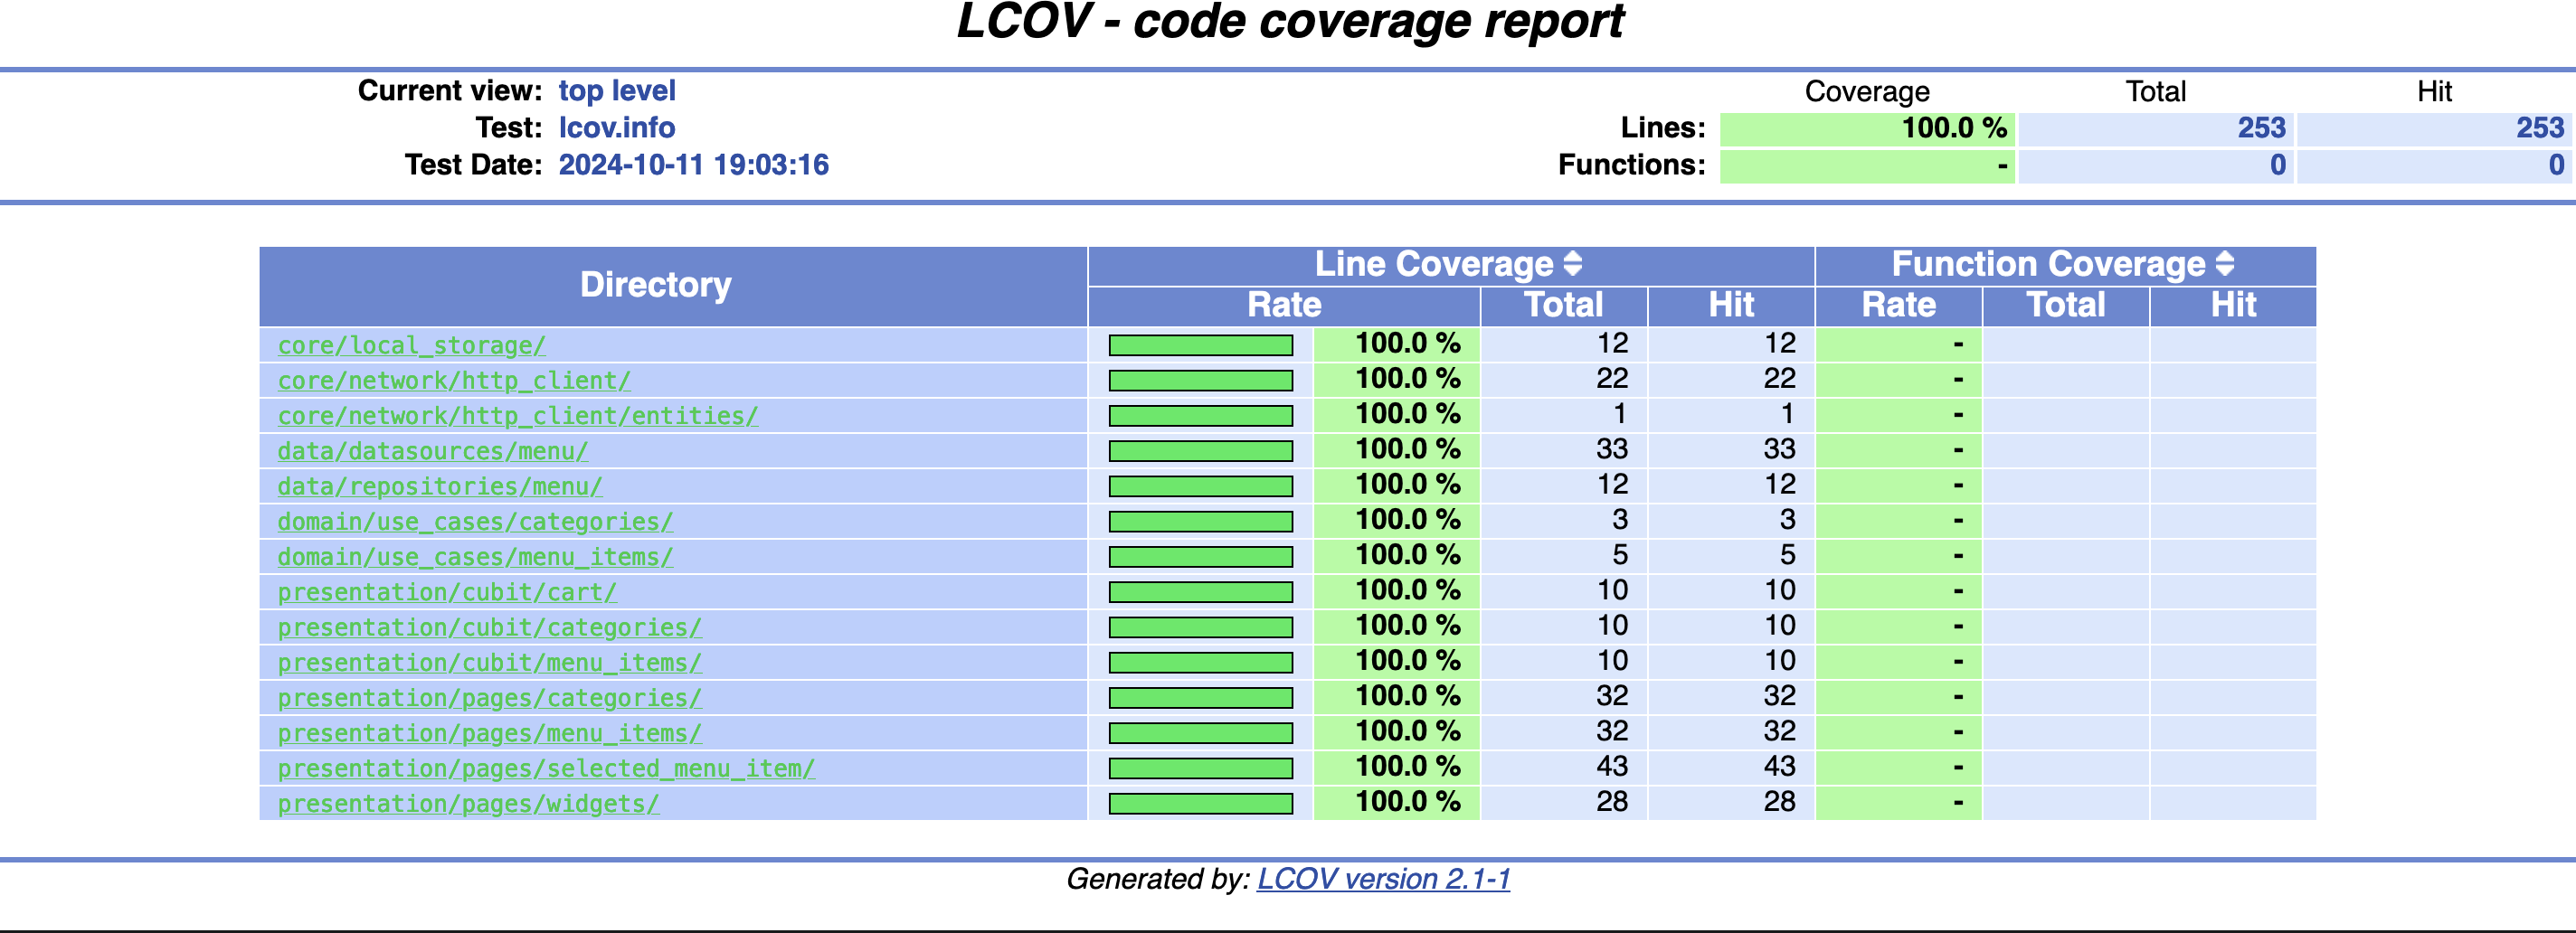 LCOV - code coverage report
Current view: top level Coverage Total Hit
Test: lcov.info Lines: 100.0 % 253 253
Test Date: 2024-10-11 19:03:16 Functions: - 0 0
Directory Line Coverage Function Coverage
Rate Total Hit Rate Total Hit
core/local_storage/ 100.0 % 12 12 -
core/network/http_client/ 100.0 % 22 22 -
core/network/http_client/entities/ 100.0 % 1 1 -
data/datasources/menu/ 100.0 % 33 33 -
data/repositories/menu/ 100.0 % 12 12 -
domain/use_cases/categories/ 100.0 % 3 3 -
domain/use_cases/menu_items/ 100.0 % 5 5 -
presentation/cubit/cart/ 100.0 % 10 10 -
presentation/cubit/categories/ 100.0 % 10 10 -
presentation/cubit/menu_items/ 100.0 % 10 10 -
presentation/pages/categories/ 100.0 % 32 32 -
presentation/pages/menu_items/ 100.0 % 32 32 -
presentation/pages/selected_menu_item/ 100.0 % 43 43 -
presentation/pages/widgets/ 100.0 % 28 28 -
Generated by: LCOV version 2.1-1